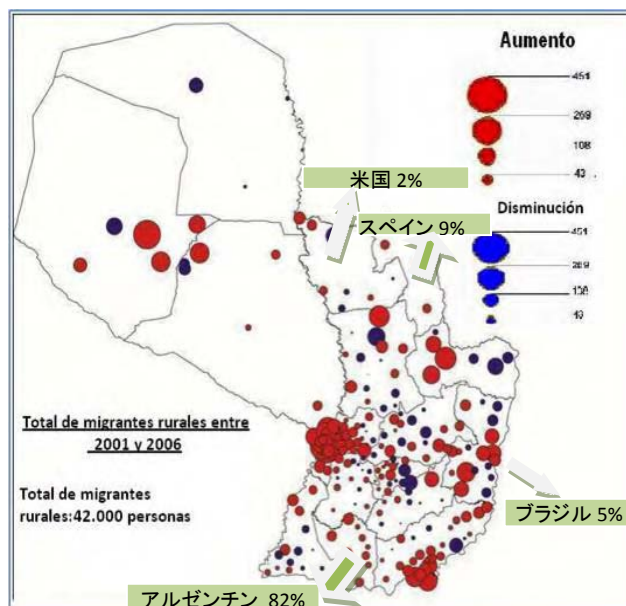 Aumento
451
269
108
43
米国 2%
スペイン 9%
Disminución
451
269
108
43
Total de migrantes rurales entre
2001 y 2006
Total de migrantes
rurales:42.000 personas
ブラジル 5%
アルゼンチン 82%